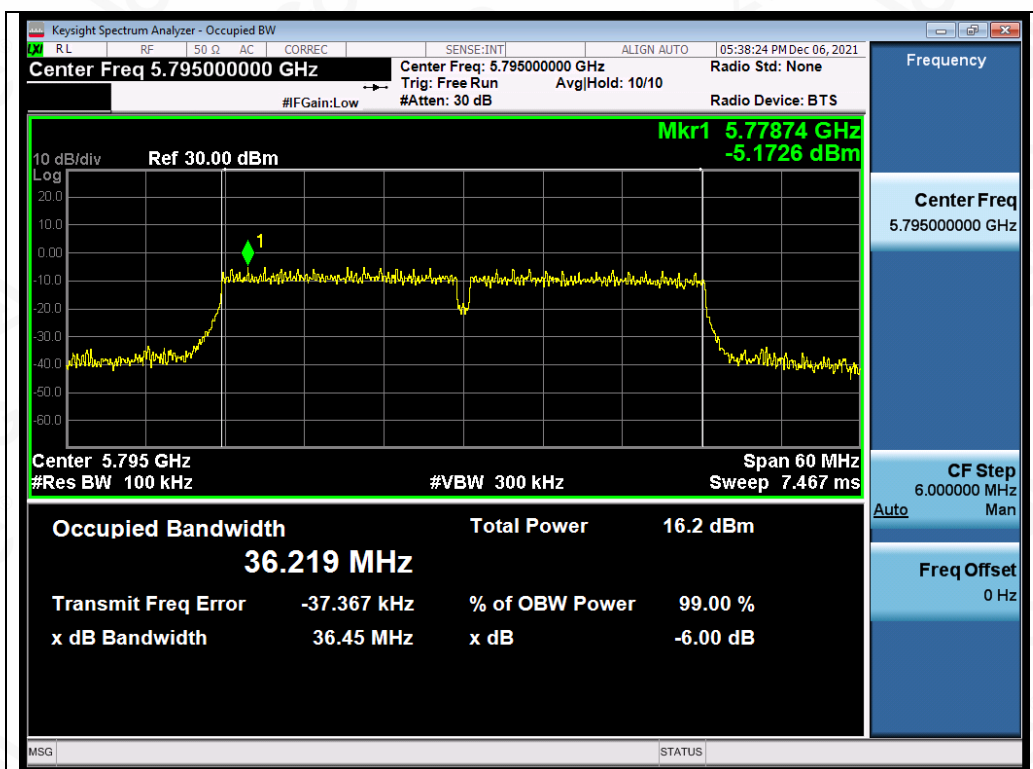 Keysight Spectrum Analyzer - Occupied BW
LXI RL RF 50 Ω AC CORREC SENSE:INT ALIGN AUTO 05:38:24 PM Dec 06, 2021
Center Freq 5.795000000 GHz Center Freq: 5.795000000 GHz Radio Std: None
Trig: Free Run Avg|Hold: 10/10
#IFGain:Low #Atten: 30 dB Radio Device: BTS
Mkr1 5.77874 GHz
10 dB/div Ref 30.00 dBm -5.1726 dBm
Log
20.0
10.0
0.00
-10.0
-20.0
-30.0
-40.0
-50.0
-60.0
1
Center 5.795 GHz Span 60 MHz
#Res BW 100 kHz #VBW 300 kHz Sweep 7.467 ms
Occupied Bandwidth Total Power 16.2 dBm
36.219 MHz
Transmit Freq Error -37.367 kHz % of OBW Power 99.00 %
x dB Bandwidth 36.45 MHz x dB -6.00 dB
Frequency
Center Freq
5.795000000 GHz
CF Step
6.000000 MHz
Auto Man
Freq Offset
0 Hz
MSG STATUS